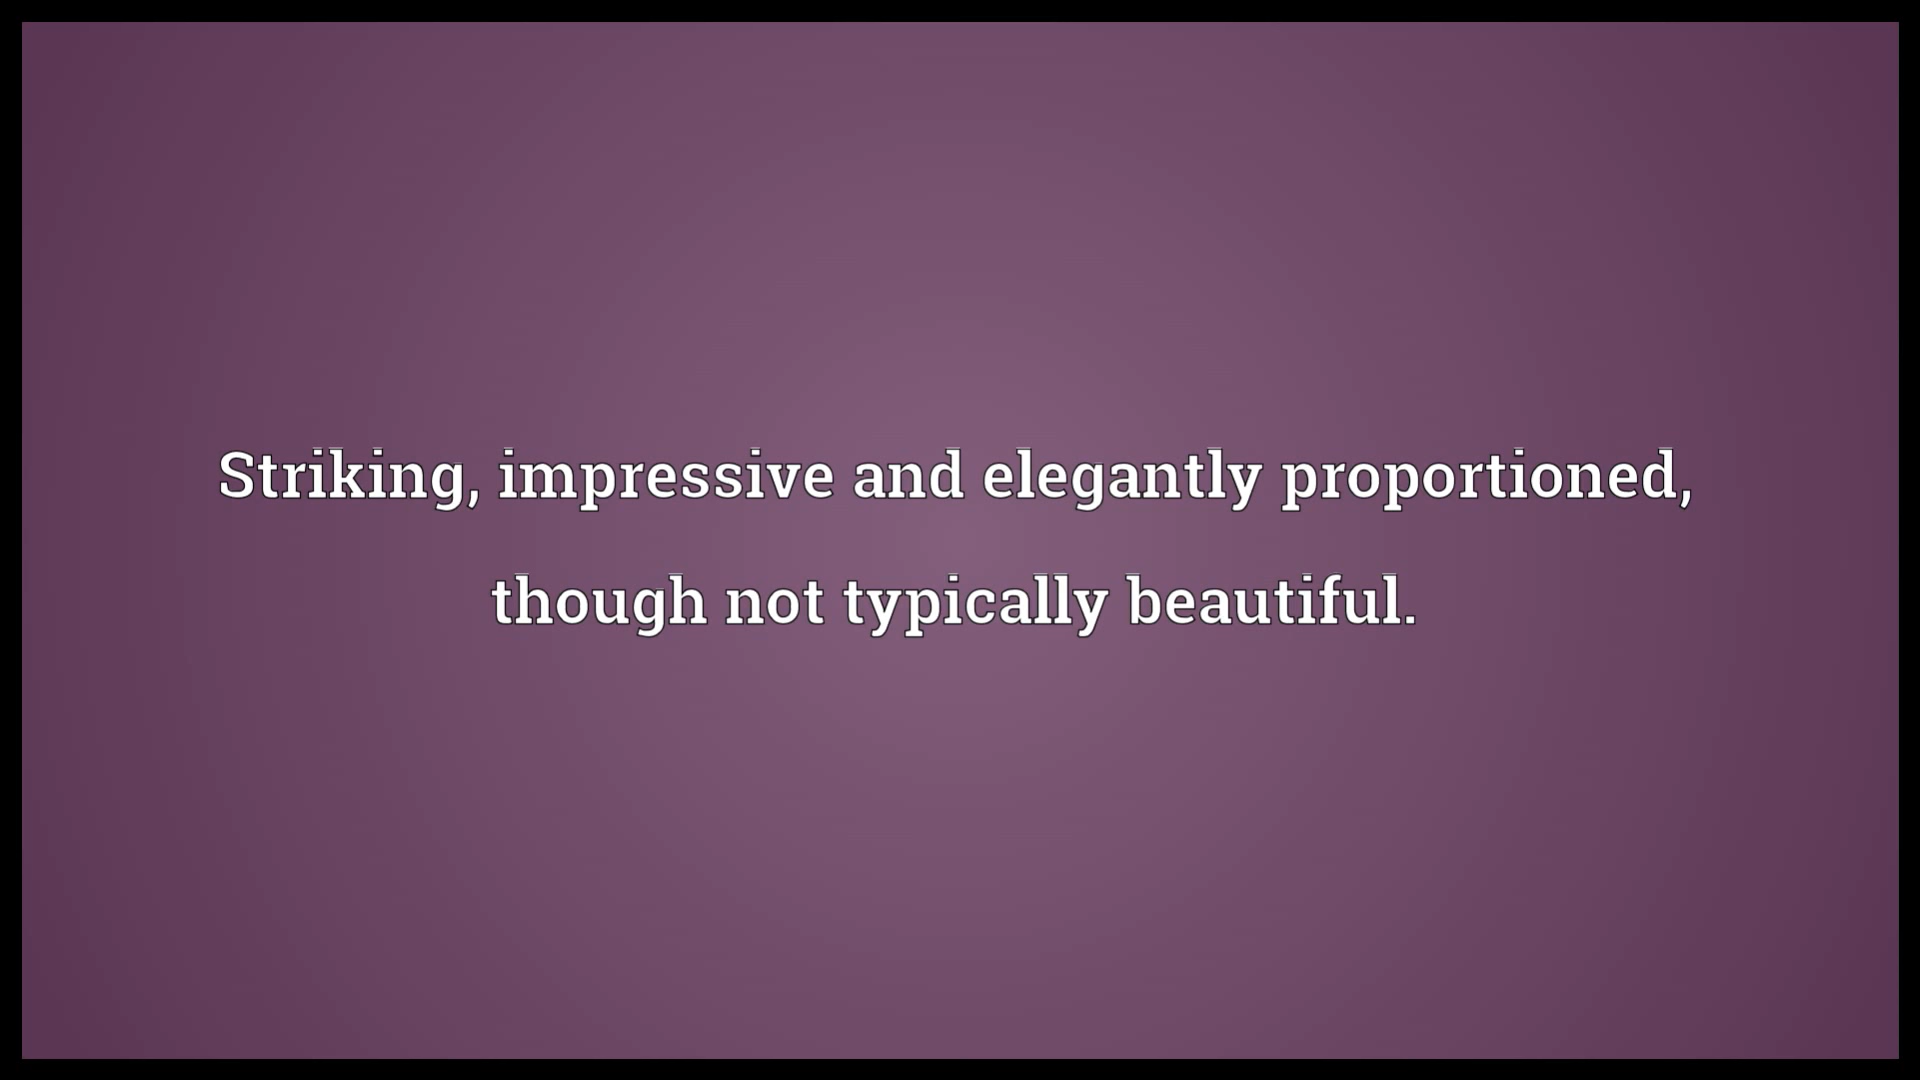 Striking, impressive and elegantly proportioned,
though not typically beautiful.